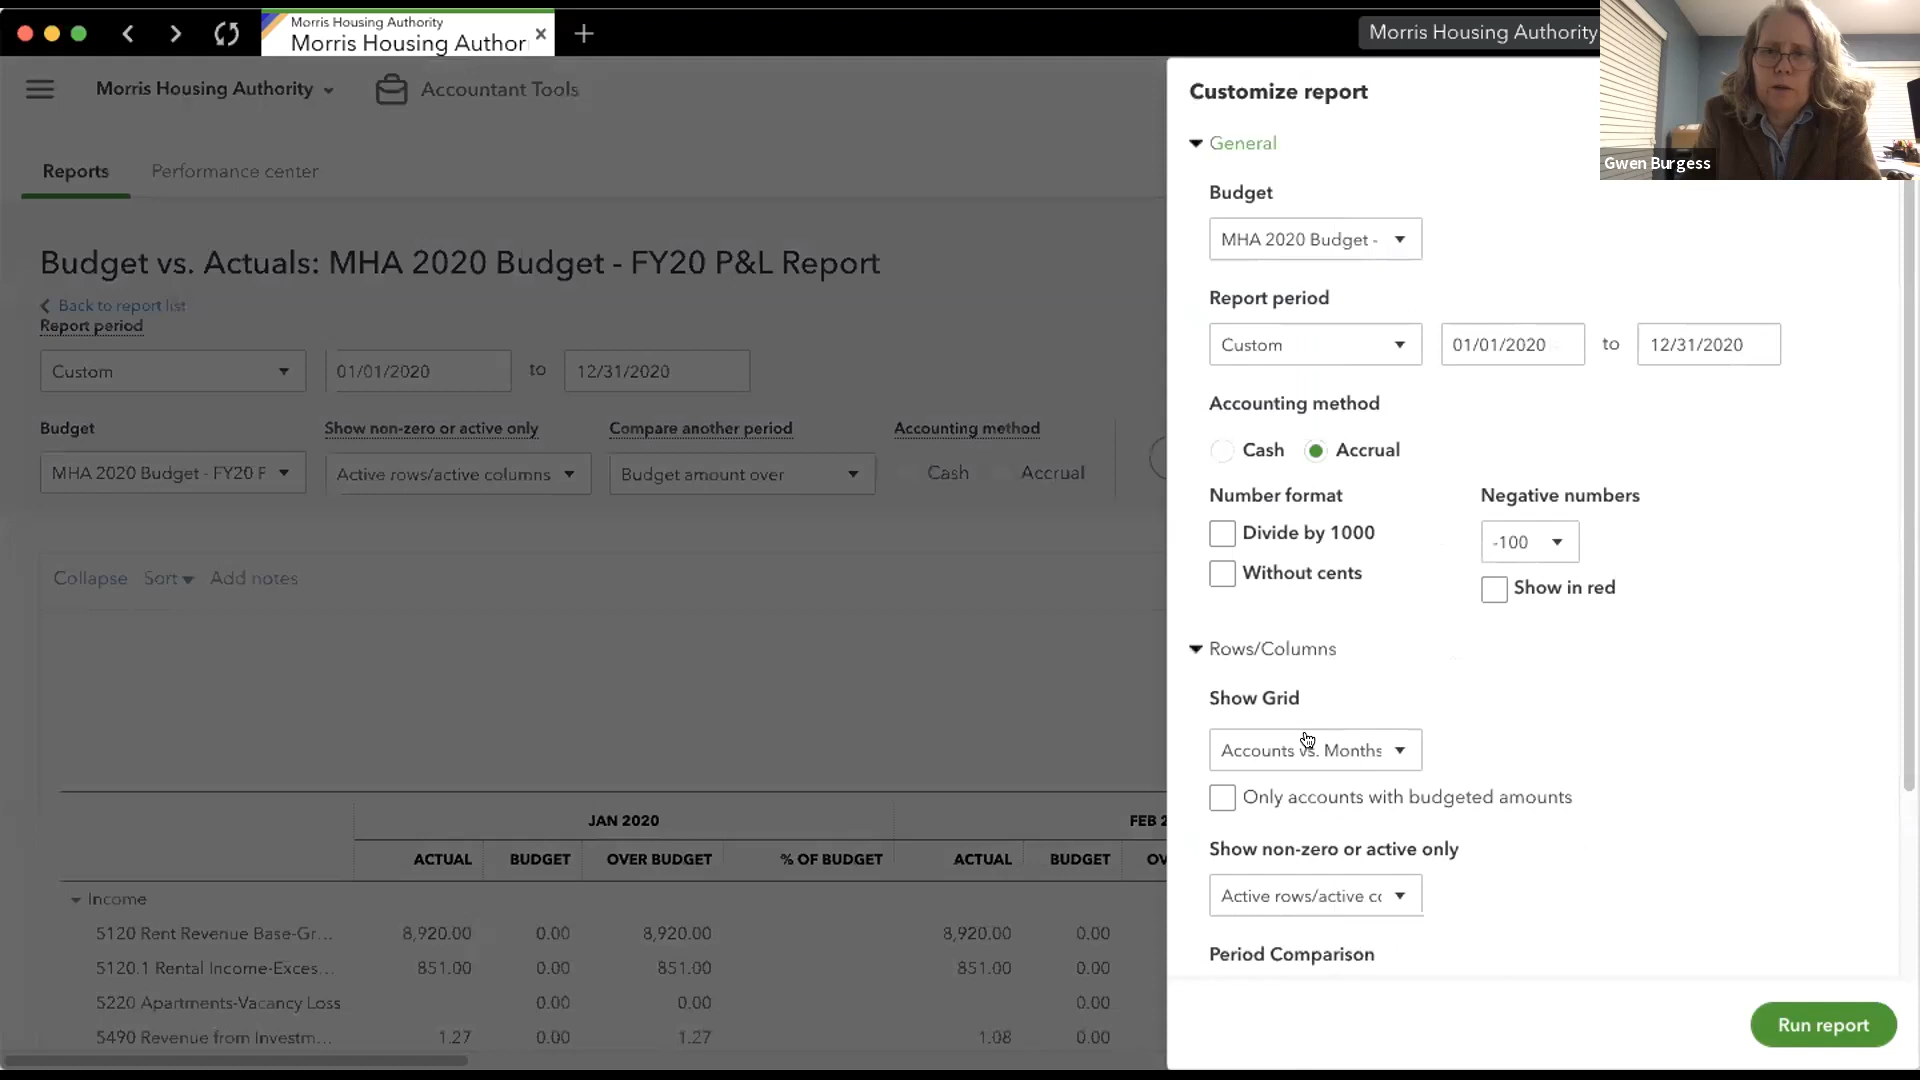 Morris Housing Authority
Morris Housing Author
Morris Housing Authority
Morris Housing Authority
Accountant Tools
Reports
Performance center
Budget vs. Actuals: MHA 2020 Budget - FY20 P&L Report
Back to report list
Report period
Custom
01/01/2020
to
12/31/2020
Budget
Show non-zero or active only
Compare another period
Accounting method
MHA 2020 Budget - FY20 P
Active rows/active columns
Budget amount over
Cash
Accrual
Collapse
Sort
Add notes
JAN 2020
FEB 2
ACTUAL
BUDGET
OVER BUDGET
% OF BUDGET
ACTUAL
BUDGET
OV
Income
5120 Rent Revenue Base-Gr...
8,920.00
0.00
8,920.00
8,920.00
0.00
5120.1 Rental Income-Exces...
851.00
0.00
851.00
851.00
0.00
5220 Apartments-Vacancy Loss
0.00
0.00
0.00
5490 Revenue from Investm...
1.27
0.00
1.27
1.08
0.00
Customize report
General
Budget
MHA 2020 Budget -
Report period
Custom
01/01/2020
to
12/31/2020
Accounting method
Cash
Accrual
Number format
Negative numbers
Divide by 1000
-100
Without cents
Show in red
Rows/Columns
Show Grid
Accounts vs. Months
Only accounts with budgeted amounts
Show non-zero or active only
Active rows/active co
Period Comparison
Run report
Gwen Burgess